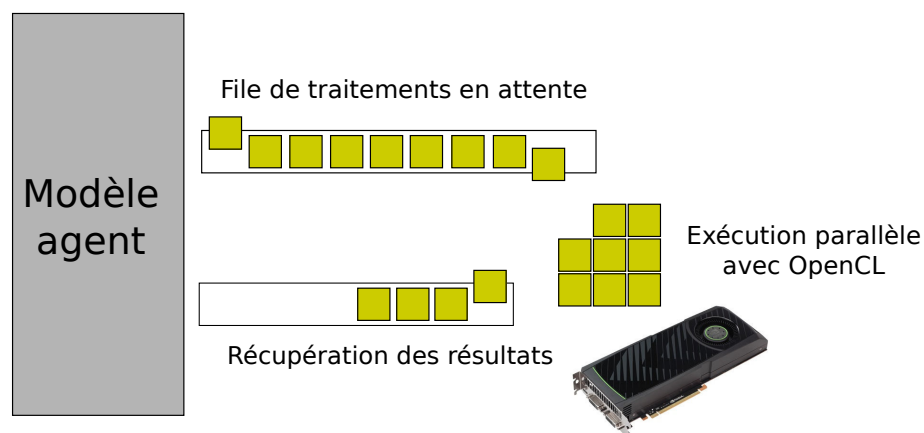 File de traitements en attente
Modèle
agent
Exécution parallèle
avec OpenCL
Récupération des résultats